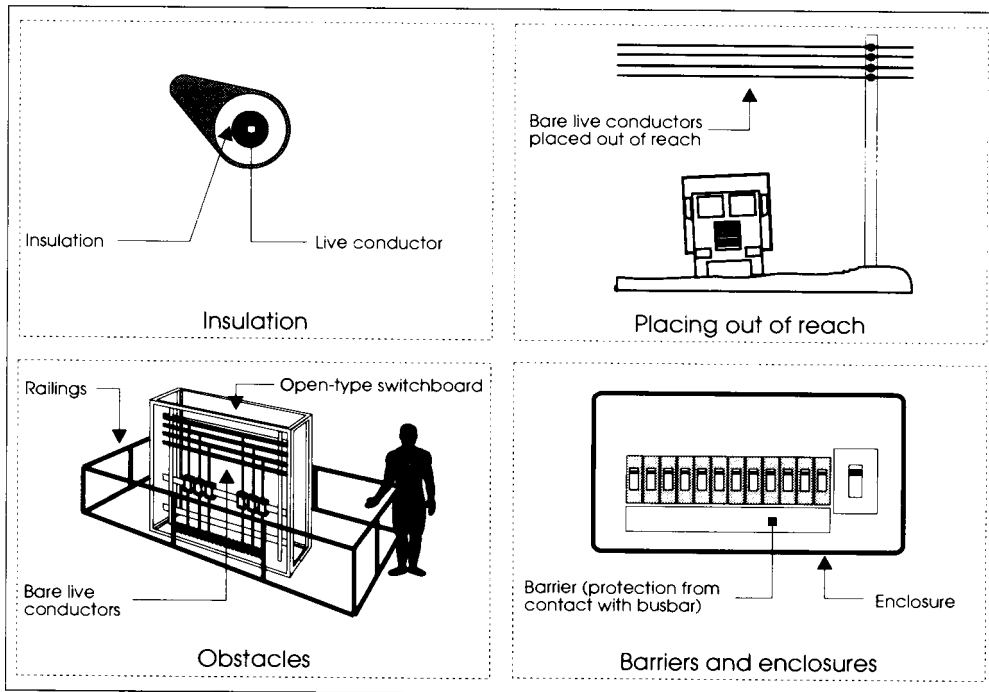 Insulation
Live conductor
Insulation
Bare live conductors
placed out of reach
Placing out of reach
Railings
Open-type switchboard
Bare live
conductors
Obstacles
Barrier (protection from
contact with busbar)
Enclosure
Barriers and enclosures